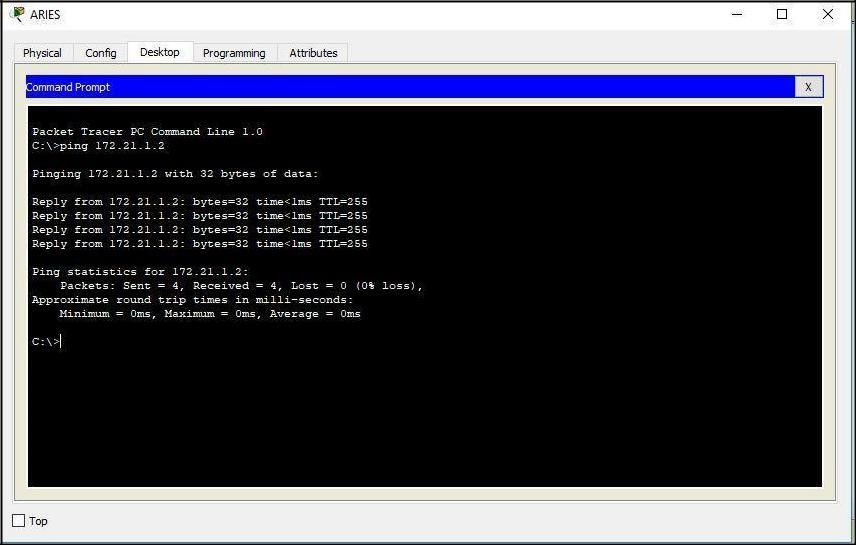 ARIES
Physical Config Desktop Programming Attributes
Command Prompt X
Packet Tracer PC Command Line 1.0
C:\>ping 172.21.1.2
Pinging 172.21.1.2 with 32 bytes of data:
Reply from 172.21.1.2: bytes=32 time<1ms TTL=255
Reply from 172.21.1.2: bytes=32 time<1ms TTL=255
Reply from 172.21.1.2: bytes=32 time<1ms TTL=255
Reply from 172.21.1.2: bytes=32 time<1ms TTL=255
Ping statistics for 172.21.1.2:
Packets: Sent = 4, Received = 4, Lost = 0 (0% loss),
Approximate round trip times in milli-seconds:
Minimum = 0ms, Maximum = 0ms, Average = 0ms
C:\>
Top